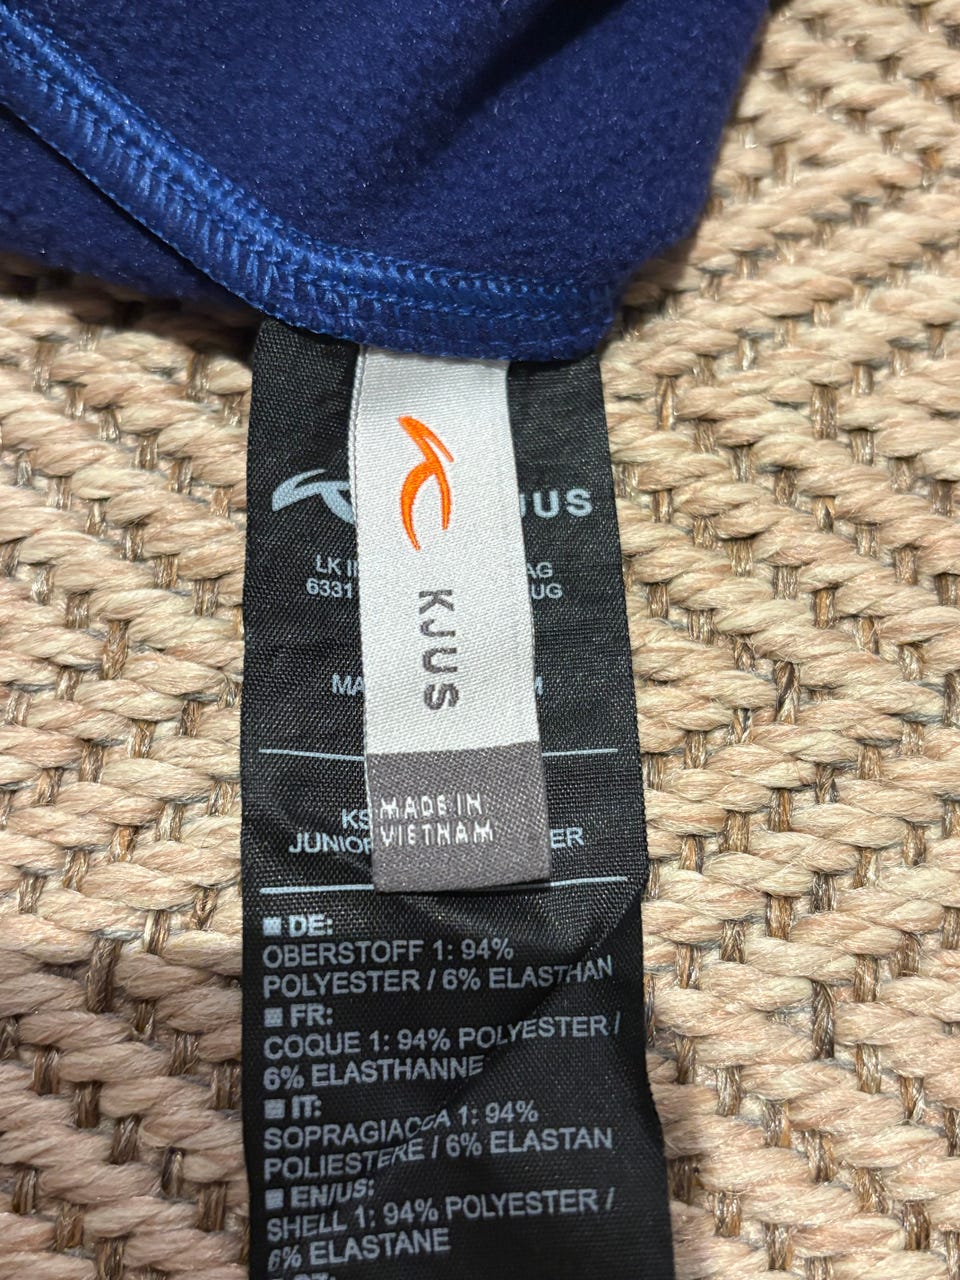 KJUS
MADE IN
VIETNAM
JUS
LK
6331
AG
UG
MA
M
KS
JUNIOR
ER
DE:
OBERSTOFF 1: 94%
POLYESTER / 6% ELASTHAN
FR:
COQUE 1: 94% POLYESTER /
6% ELASTHANNE
IT:
SOPRAGIACCA 1: 94%
POLIESTERE / 6% ELASTAN
EN/US:
SHELL 1: 94% POLYESTER /
6% ELASTANE